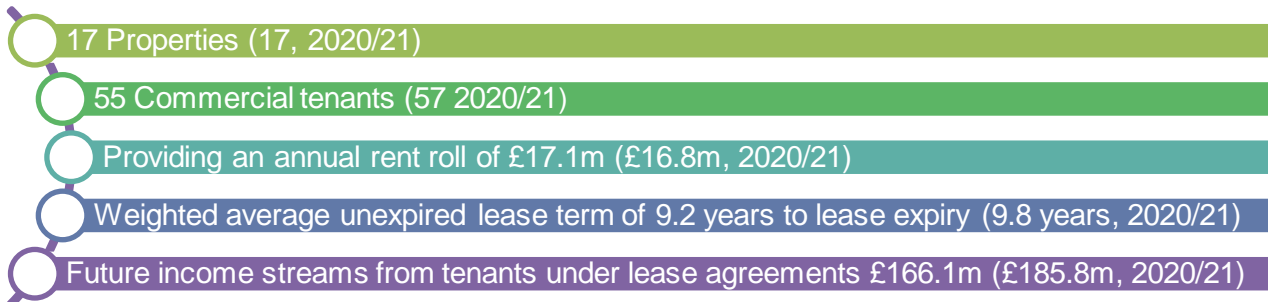 17 Properties (17, 2020/21)
55 Commercial tenants (57 2020/21)
Providing an annual rent roll of £17.1m (£16.8m, 2020/21)
Weighted average unexpired lease term of 9.2 years to lease expiry (9.8 years, 2020/21)
Future income streams from tenants under lease agreements £166.1m (£185.8m, 2020/21)